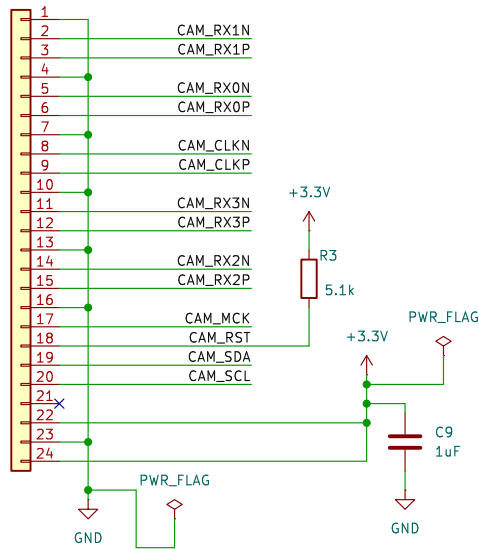 1
2 CAM_RX1N
3 CAM_RX1P
4
5 CAM_RX0N
6 CAM_RX0P
7
8 CAM_CLKN
9 CAM_CLKP
10
11 CAM_RX3N
12 CAM_RX3P
13
14 CAM_RX2N
15 CAM_RX2P
16
17 CAM_MCK
18 CAM_RST
19 CAM_SDA
20 CAM_SCL
21
22
23
24
+3.3V
R3
5.1k
+3.3V
PWR_FLAG
C9
1uF
GND
PWR_FLAG
GND